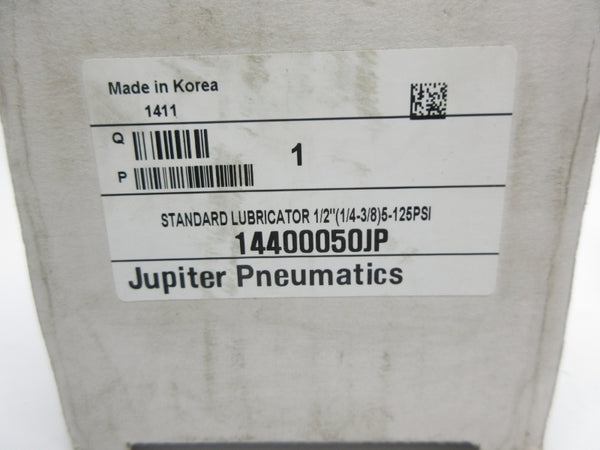 Made in Korea
1411
Q
1
P
STANDARD LUBRICATOR 1/2"(1/4-3/8)5-125PSI
14400050JP
Jupiter Pneumatics